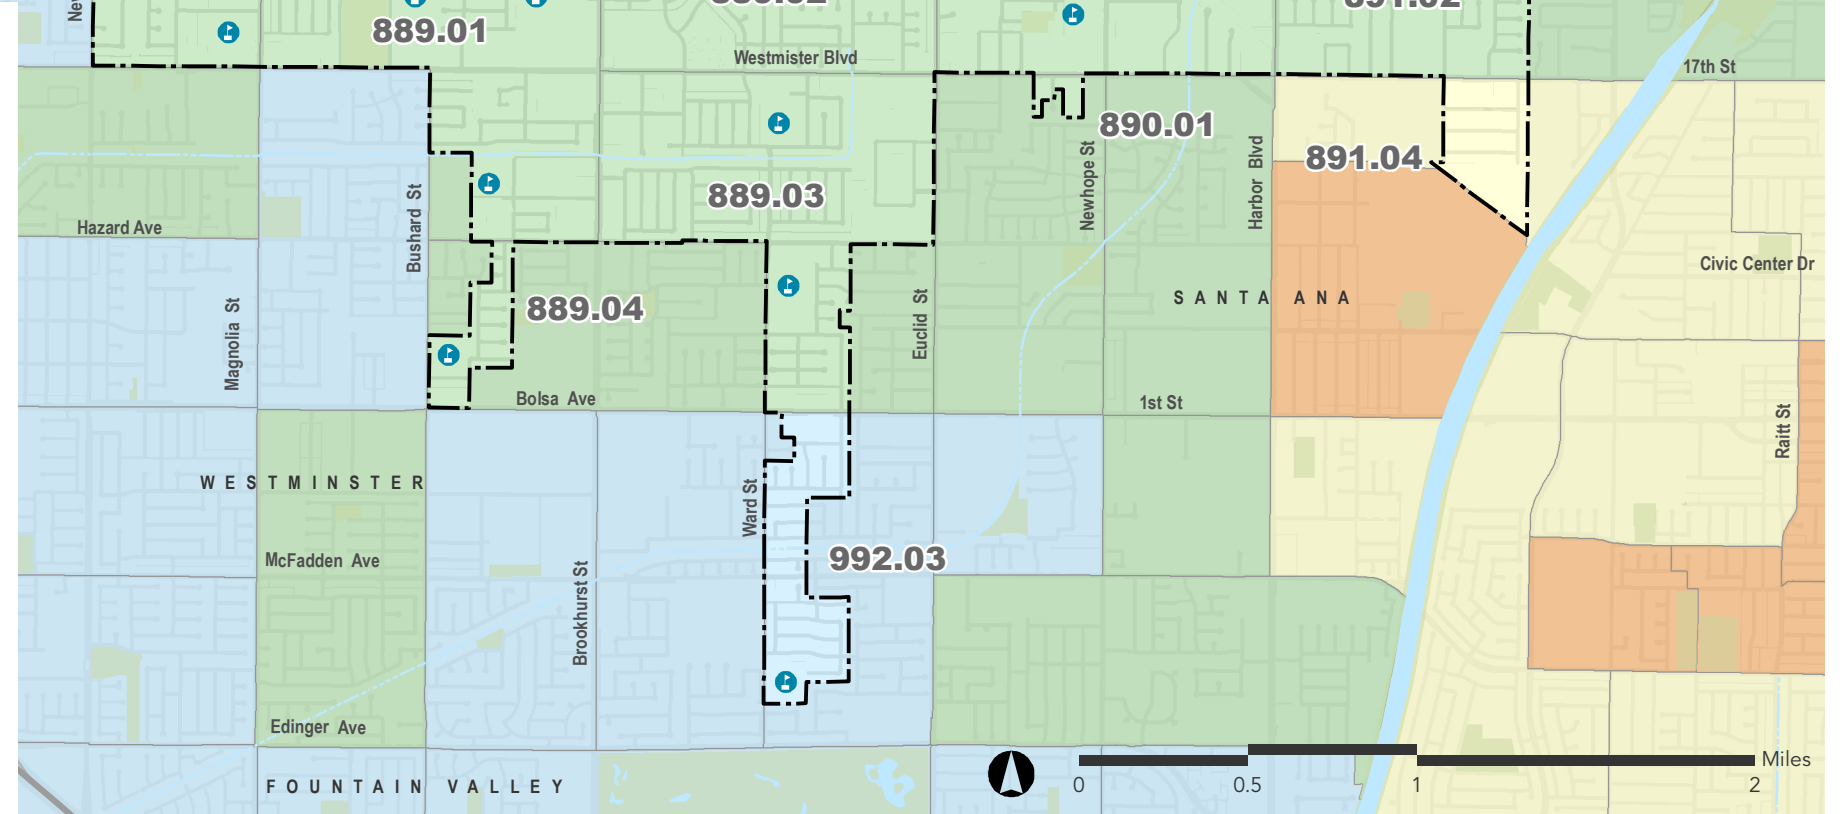 889.01
Westmister Blvd
17th St
890.01
891.04
Newhope St
Harbor Blvd
889.03
Bushard St
Hazard Ave
Civic Center Dr
SANTA ANA
889.04
Magnolia St
Euclid St
Bolsa Ave
1st St
Raitt St
WESTMINSTER
Ward St
McFadden Ave
992.03
Brookhurst St
Edinger Ave
FOUNTAIN VALLEY
Miles
0 0.5 1 2